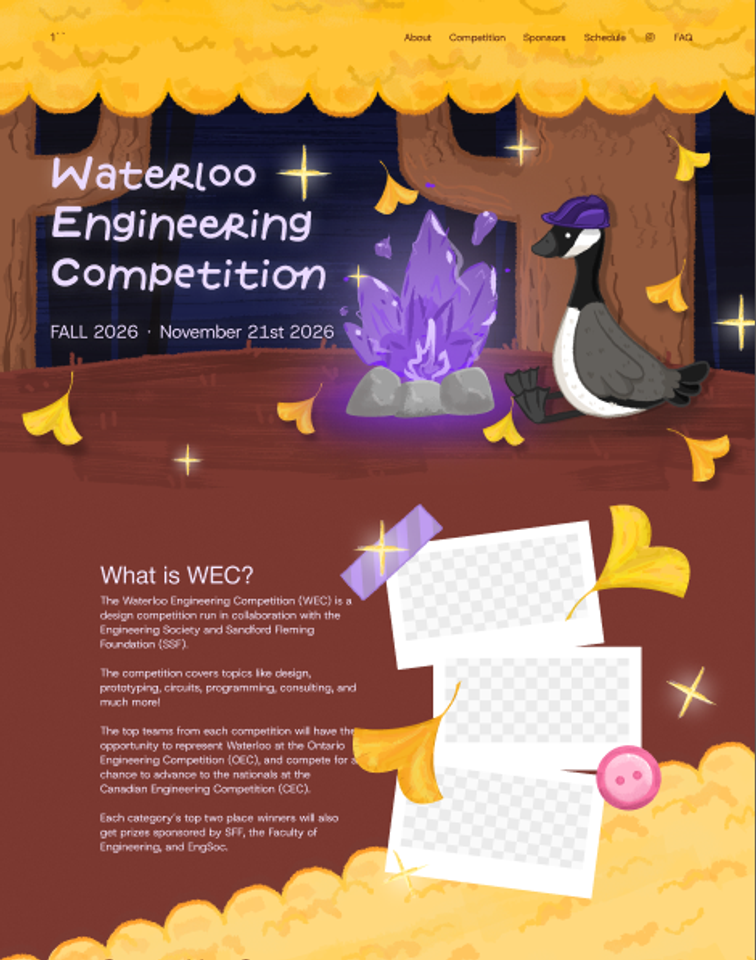 About Competition Sponsors Schedule FAQ
Waterloo
Engineering
Competition
FALL 2026 · November 21st 2026
What is WEC?
The Waterloo Engineering Competition (WEC) is a
design competition run in collaboration with the
Engineering Society and Sandford Fleming
Foundation (SSF).
The competition covers topics like design,
prototyping, circuits, programming, consulting, and
much more!
The top teams from each competition will have the
opportunity to represent Waterloo at the Ontario
Engineering Competition (OEC), and compete for a
chance to advance to the nationals at the
Canadian Engineering Competition (CEC).
Each category's top two place winners will also
get prizes sponsored by SFF, the Faculty of
Engineering, and EngSoc.